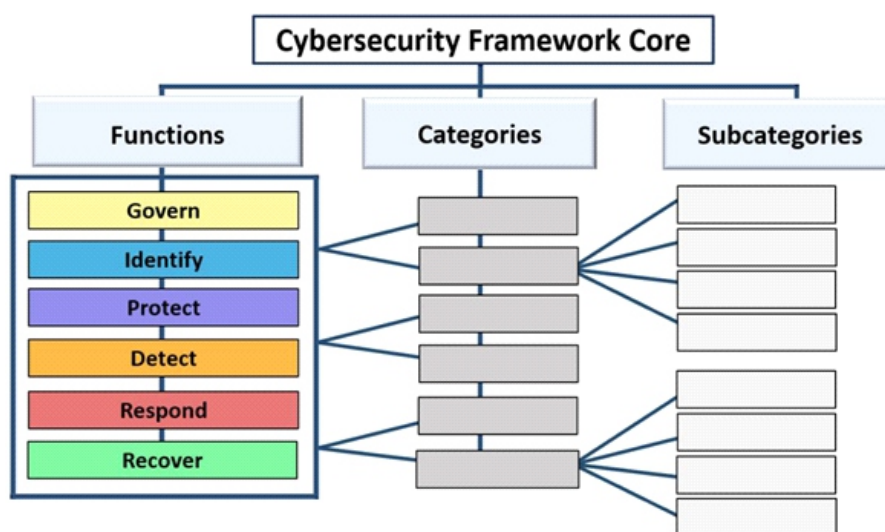 Cybersecurity Framework Core
Functions
Categories
Subcategories
Govern
Identify
Protect
Detect
Respond
Recover